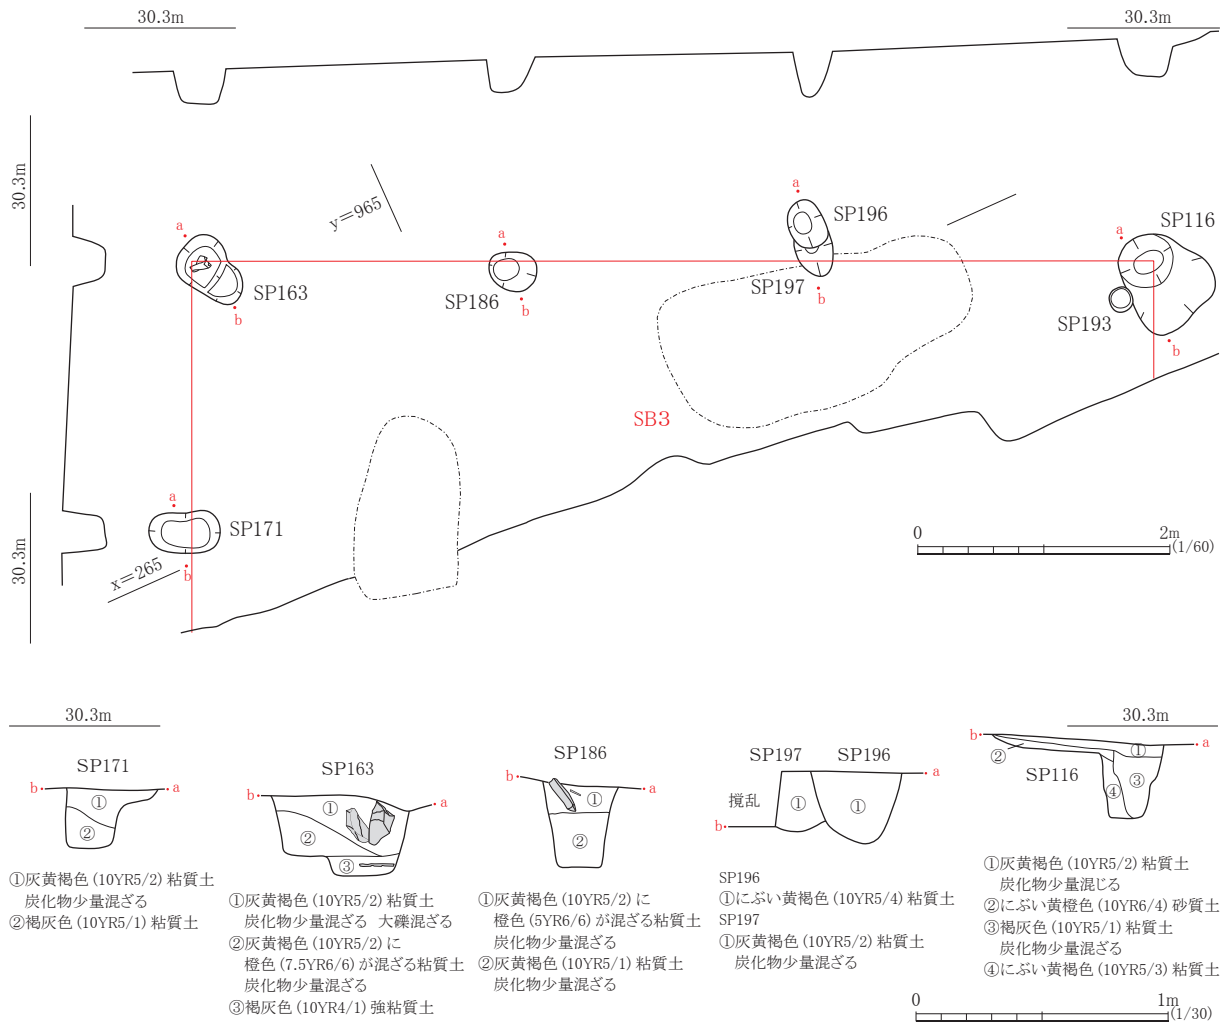 30.3m
30.3m
30.3m
y=965
a
SP163
b
a
SP186
b
a
SP196
SP197
b
SP116
a
SP193
b
SB3
a
SP171
b
x=265
30.3m
0 2m
(1/60)
30.3m
SP171
b a
①
②
①灰黄褐色(10YR5/2)粘質土
炭化物少量混ざる
②褐灰色(10YR5/1)粘質土
SP163
b a
①
②
③
①灰黄褐色(10YR5/2)粘質土
炭化物少量混ざる 大礫混ざる
②灰黄褐色(10YR5/2)に
橙色(7.5YR6/6)が混ざる粘質土
炭化物少量混ざる
③褐灰色(10YR4/1)強粘質土
SP186
b a
①
②
①灰黄褐色(10YR5/2)に
橙色(5YR6/6)が混ざる粘質土
炭化物少量混ざる
②灰黄褐色(10YR5/1)粘質土
炭化物少量混ざる
SP197 SP196
a
撹乱
① ①
b
SP196
①にぶい黄褐色(10YR5/4)粘質土
SP197
①灰黄褐色(10YR5/2)粘質土
炭化物少量混ざる
30.3m
b a
①
②
SP116
③
④
①灰黄褐色(10YR5/2)粘質土
炭化物少量混じる
②にぶい黄橙色(10YR6/4)砂質土
③褐灰色(10YR5/1)粘質土
炭化物少量混ざる
④にぶい黄褐色(10YR5/3)粘質土
0 1m
(1/30)